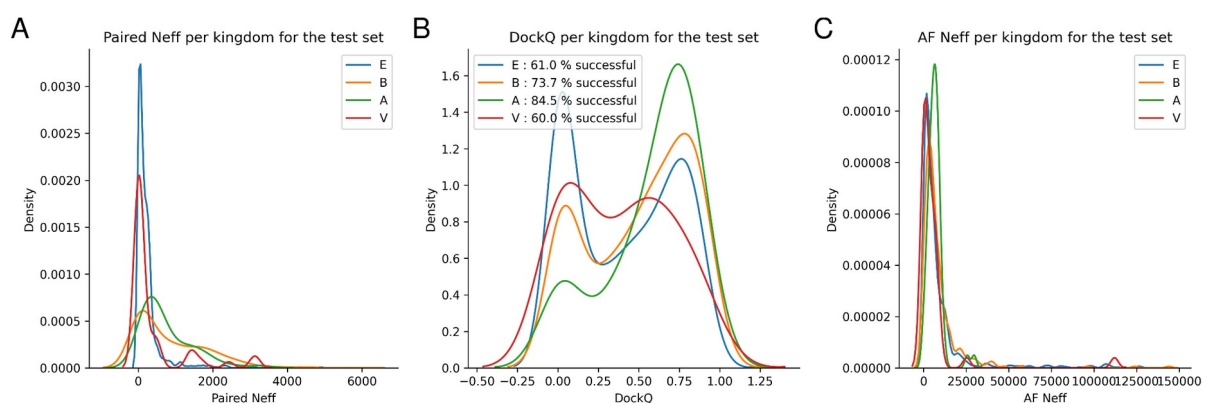 A
Paired Neff per kingdom for the test set
E
B
A
V
0.0030
0.0025
0.0020
0.0015
0.0010
0.0005
0.0000
Density
0
2000
4000
6000
Paired Neff
B
DockQ per kingdom for the test set
E : 61.0 % successful
B : 73.7 % successful
A : 84.5 % successful
V : 60.0 % successful
1.6
1.4
1.2
1.0
0.8
0.6
0.4
0.2
0.0
Density
−0.50
−0.25
0.00
0.25
0.50
0.75
1.00
1.25
DockQ
C
AF Neff per kingdom for the test set
E
B
A
V
0.00012
0.00010
0.00008
0.00006
0.00004
0.00002
0.00000
Density
0
25000
50000
75000
100000
125000
150000
AF Neff